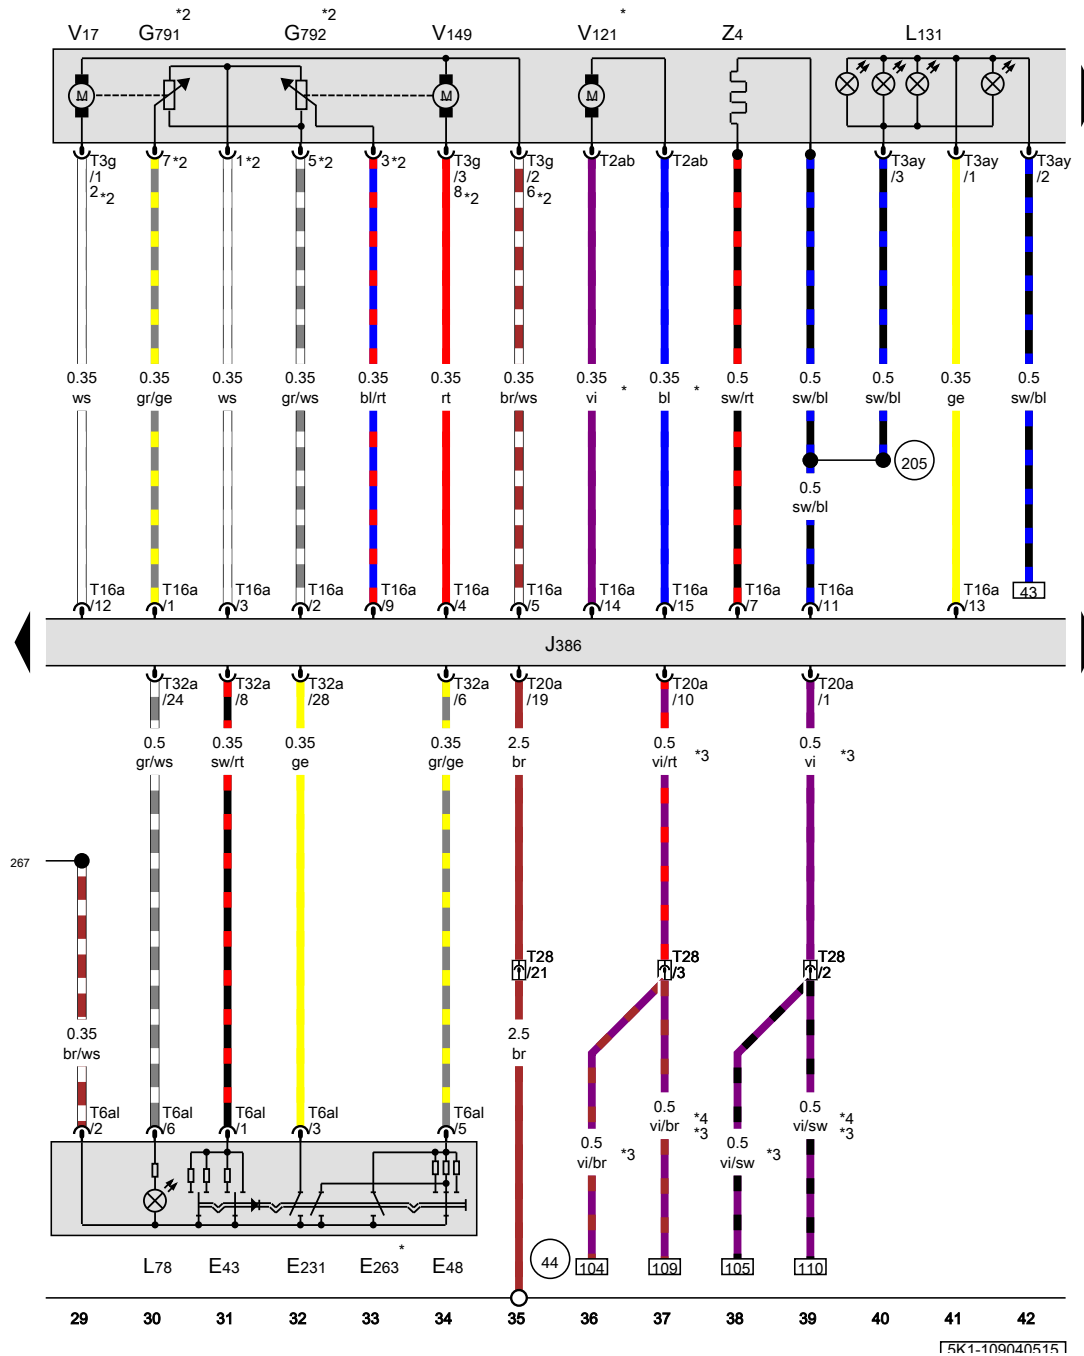 *2 *2 *
V17 G791 G792 V149 V121 Z4 L131
M M M
T3g 7*2 1*2 5*2 3*2 T3g T3g T2ab T2ab T3ay T3ay T3ay
/1 /3 /2 /3 /1 /2
2*2 8*2 6*2
0.35 0.35 0.35 0.35 0.35 0.35 0.35 0.35 0.35 0.5 0.5 0.5 0.35 0.5
ws gr/ge ws gr/ws bl/rt rt br/ws vi * bl * sw/rt sw/bl sw/bl ge sw/bl
205
0.5
sw/bl
T16a T16a T16a T16a T16a T16a T16a T16a T16a T16a T16a T16a 43
/12 /1 /3 /2 /9 /4 /5 /14 /15 /7 /11 /13
J386
T32a T32a T32a T32a T20a T20a T20a
/24 /8 /28 /6 /19 /10 /1
0.5 0.35 0.35 0.35 2.5 0.5 0.5
gr/ws sw/rt ge gr/ge br vi/rt *3 vi *3
267
T28 T28 T28
/21 /3 /2
0.35 2.5
br/ws br
T6al T6al T6al T6al T6al
/2 /6 /1 /3 /5
0.5 *4 0.5 *4
vi/br *3 vi/sw *3
0.5 0.5
vi/br *3 vi/sw *3
*
L78 E43 E231 E263 E48 44 104 109 105 110
29 30 31 32 33 34 35 36 37 38 39 40 41 42
5K1-109040515